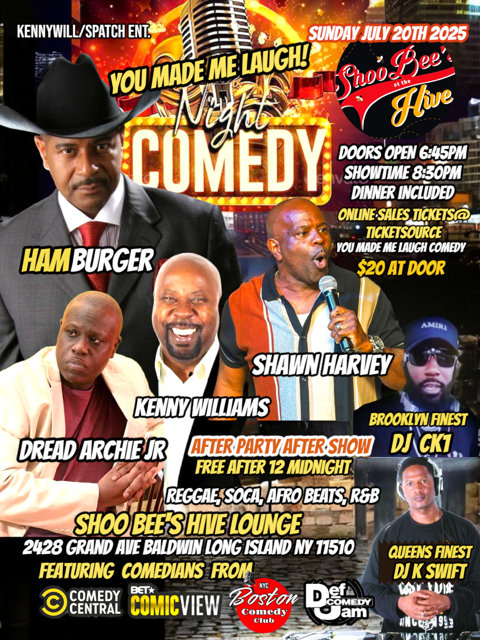 KENNYWILL/SPATCH ENT.
SUNDAY JULY 20TH 2025
YOU MADE ME LAUGH!
Night
COMEDY
Shoo Bee's
at the
Hive
DOORS OPEN 6:45PM
SHOWTIME 8:30PM
DINNER INCLUDED
ONLINE SALES TICKETS@
TICKETSOURCE
YOU MADE ME LAUGH COMEDY
$20 AT DOOR
HAMBURGER
AMIRI
SHAWN HARVEY
KENNY WILLIAMS
BROOKLYN FINEST
DJ CK1
DREAD ARCHIE JR
AFTER PARTY AFTER SHOW
FREE AFTER 12 MIDNIGHT
REGGAE, SOCA, AFRO BEATS, R&B
SHOO BEE'S HIVE LOUNGE
2428 GRAND AVE BALDWIN LONG ISLAND NY 11510
QUEENS FINEST
DJ K SWIFT
FEATURING COMEDIANS FROM
COMEDY
CENTRAL
BET★
COMICVIEW
NYC
Boston
Comedy
Club
Def
COMEDY
Jam